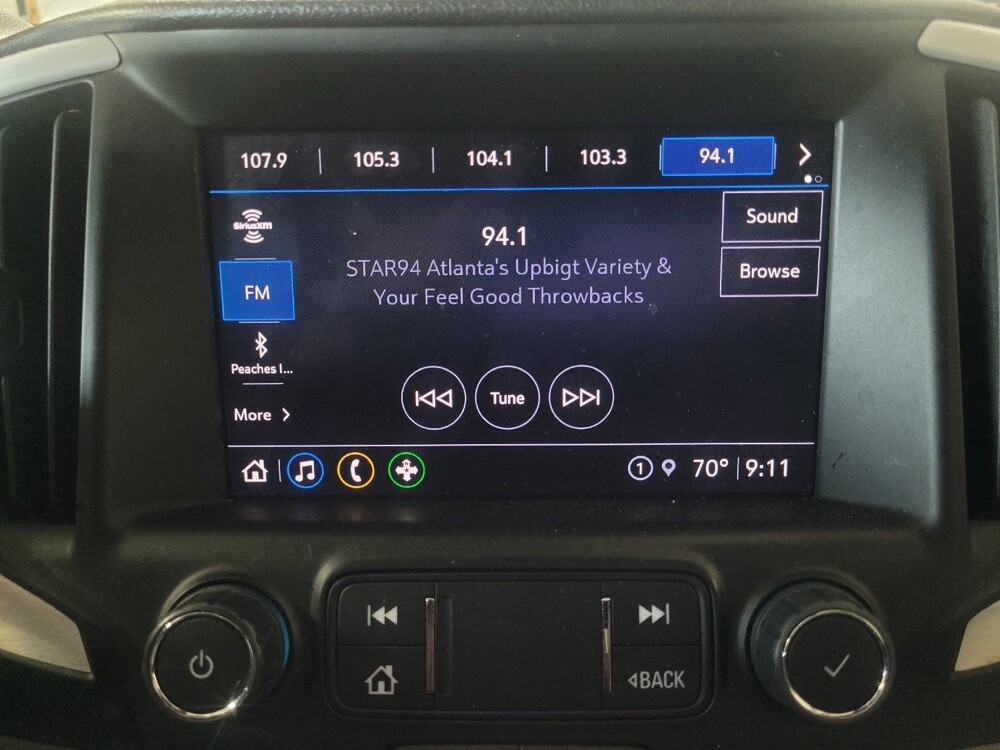 107.9 | 105.3 | 104.1 | 103.3 94.1
SiriusXM
Sound
94.1
STAR94 Atlanta's Upbigt Variety &
Your Feel Good Throwbacks
Browse
FM
Peaches I...
Tune
More
1 70° | 9:11
BACK